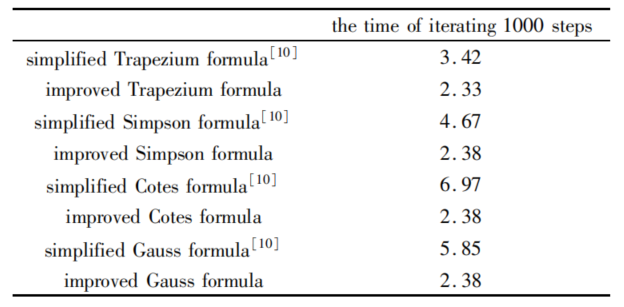 the time of iterating 1000 steps
simplified Trapezium formula[10] 3.42
improved Trapezium formula 2.33
simplified Simpson formula[10] 4.67
improved Simpson formula 2.38
simplified Cotes formula[10] 6.97
improved Cotes formula 2.38
simplified Gauss formula[10] 5.85
improved Gauss formula 2.38